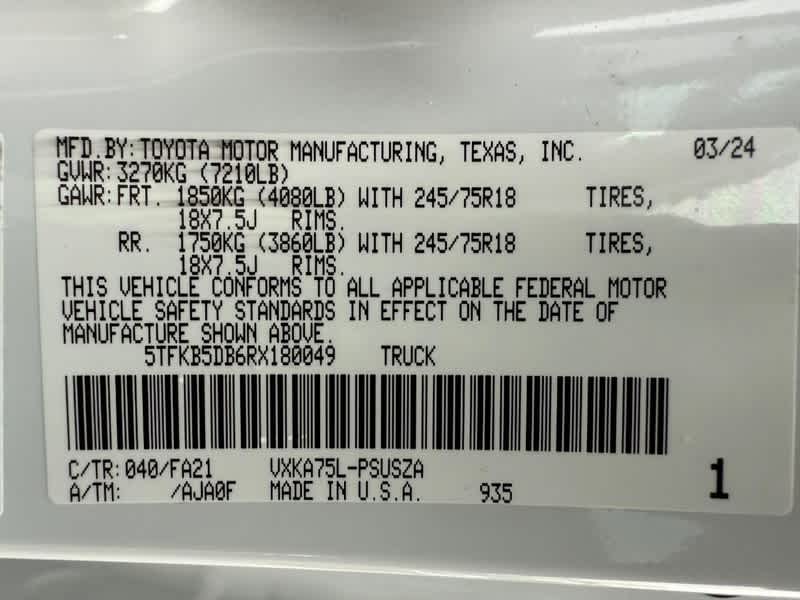 MFD.BY:TOYOTA MOTOR MANUFACTURING, TEXAS, INC. 03/24
GVWR:3270KG (7210LB)
GAWR:FRT. 1850KG (4080LB) WITH 245/75R18 TIRES,
18X7.5J RIMS.
RR. 1750KG (3860LB) WITH 245/75R18 TIRES,
18X7.5J RIMS.
THIS VEHICLE CONFORMS TO ALL APPLICABLE FEDERAL MOTOR
VEHICLE SAFETY STANDARDS IN EFFECT ON THE DATE OF
MANUFACTURE SHOWN ABOVE.
5TFKB5DB6RX180049 TRUCK
C/TR:040/FA21 VXKA75L-PSUSZA
A/TM: /AJA0F MADE IN U.S.A. 935 1